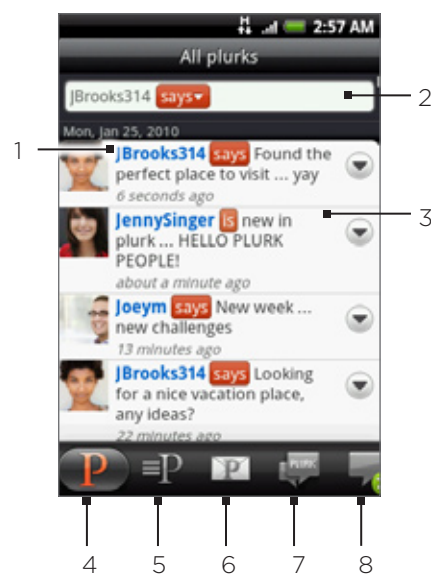 H 2:57 AM
All plurks
JBrooks314 says
2
Mon, Jan 25, 2010
1
JBrooks314 says Found the
perfect place to visit ... yay
6 seconds ago
3
JennySinger is new in
plurk ... HELLO PLURK
PEOPLE!
about a minute ago
Joeym says New week ...
new challenges
13 minutes ago
JBrooks314 says Looking
for a nice vacation place,
any ideas?
22 minutes ago
P P P PLURK
4 5 6 7 8